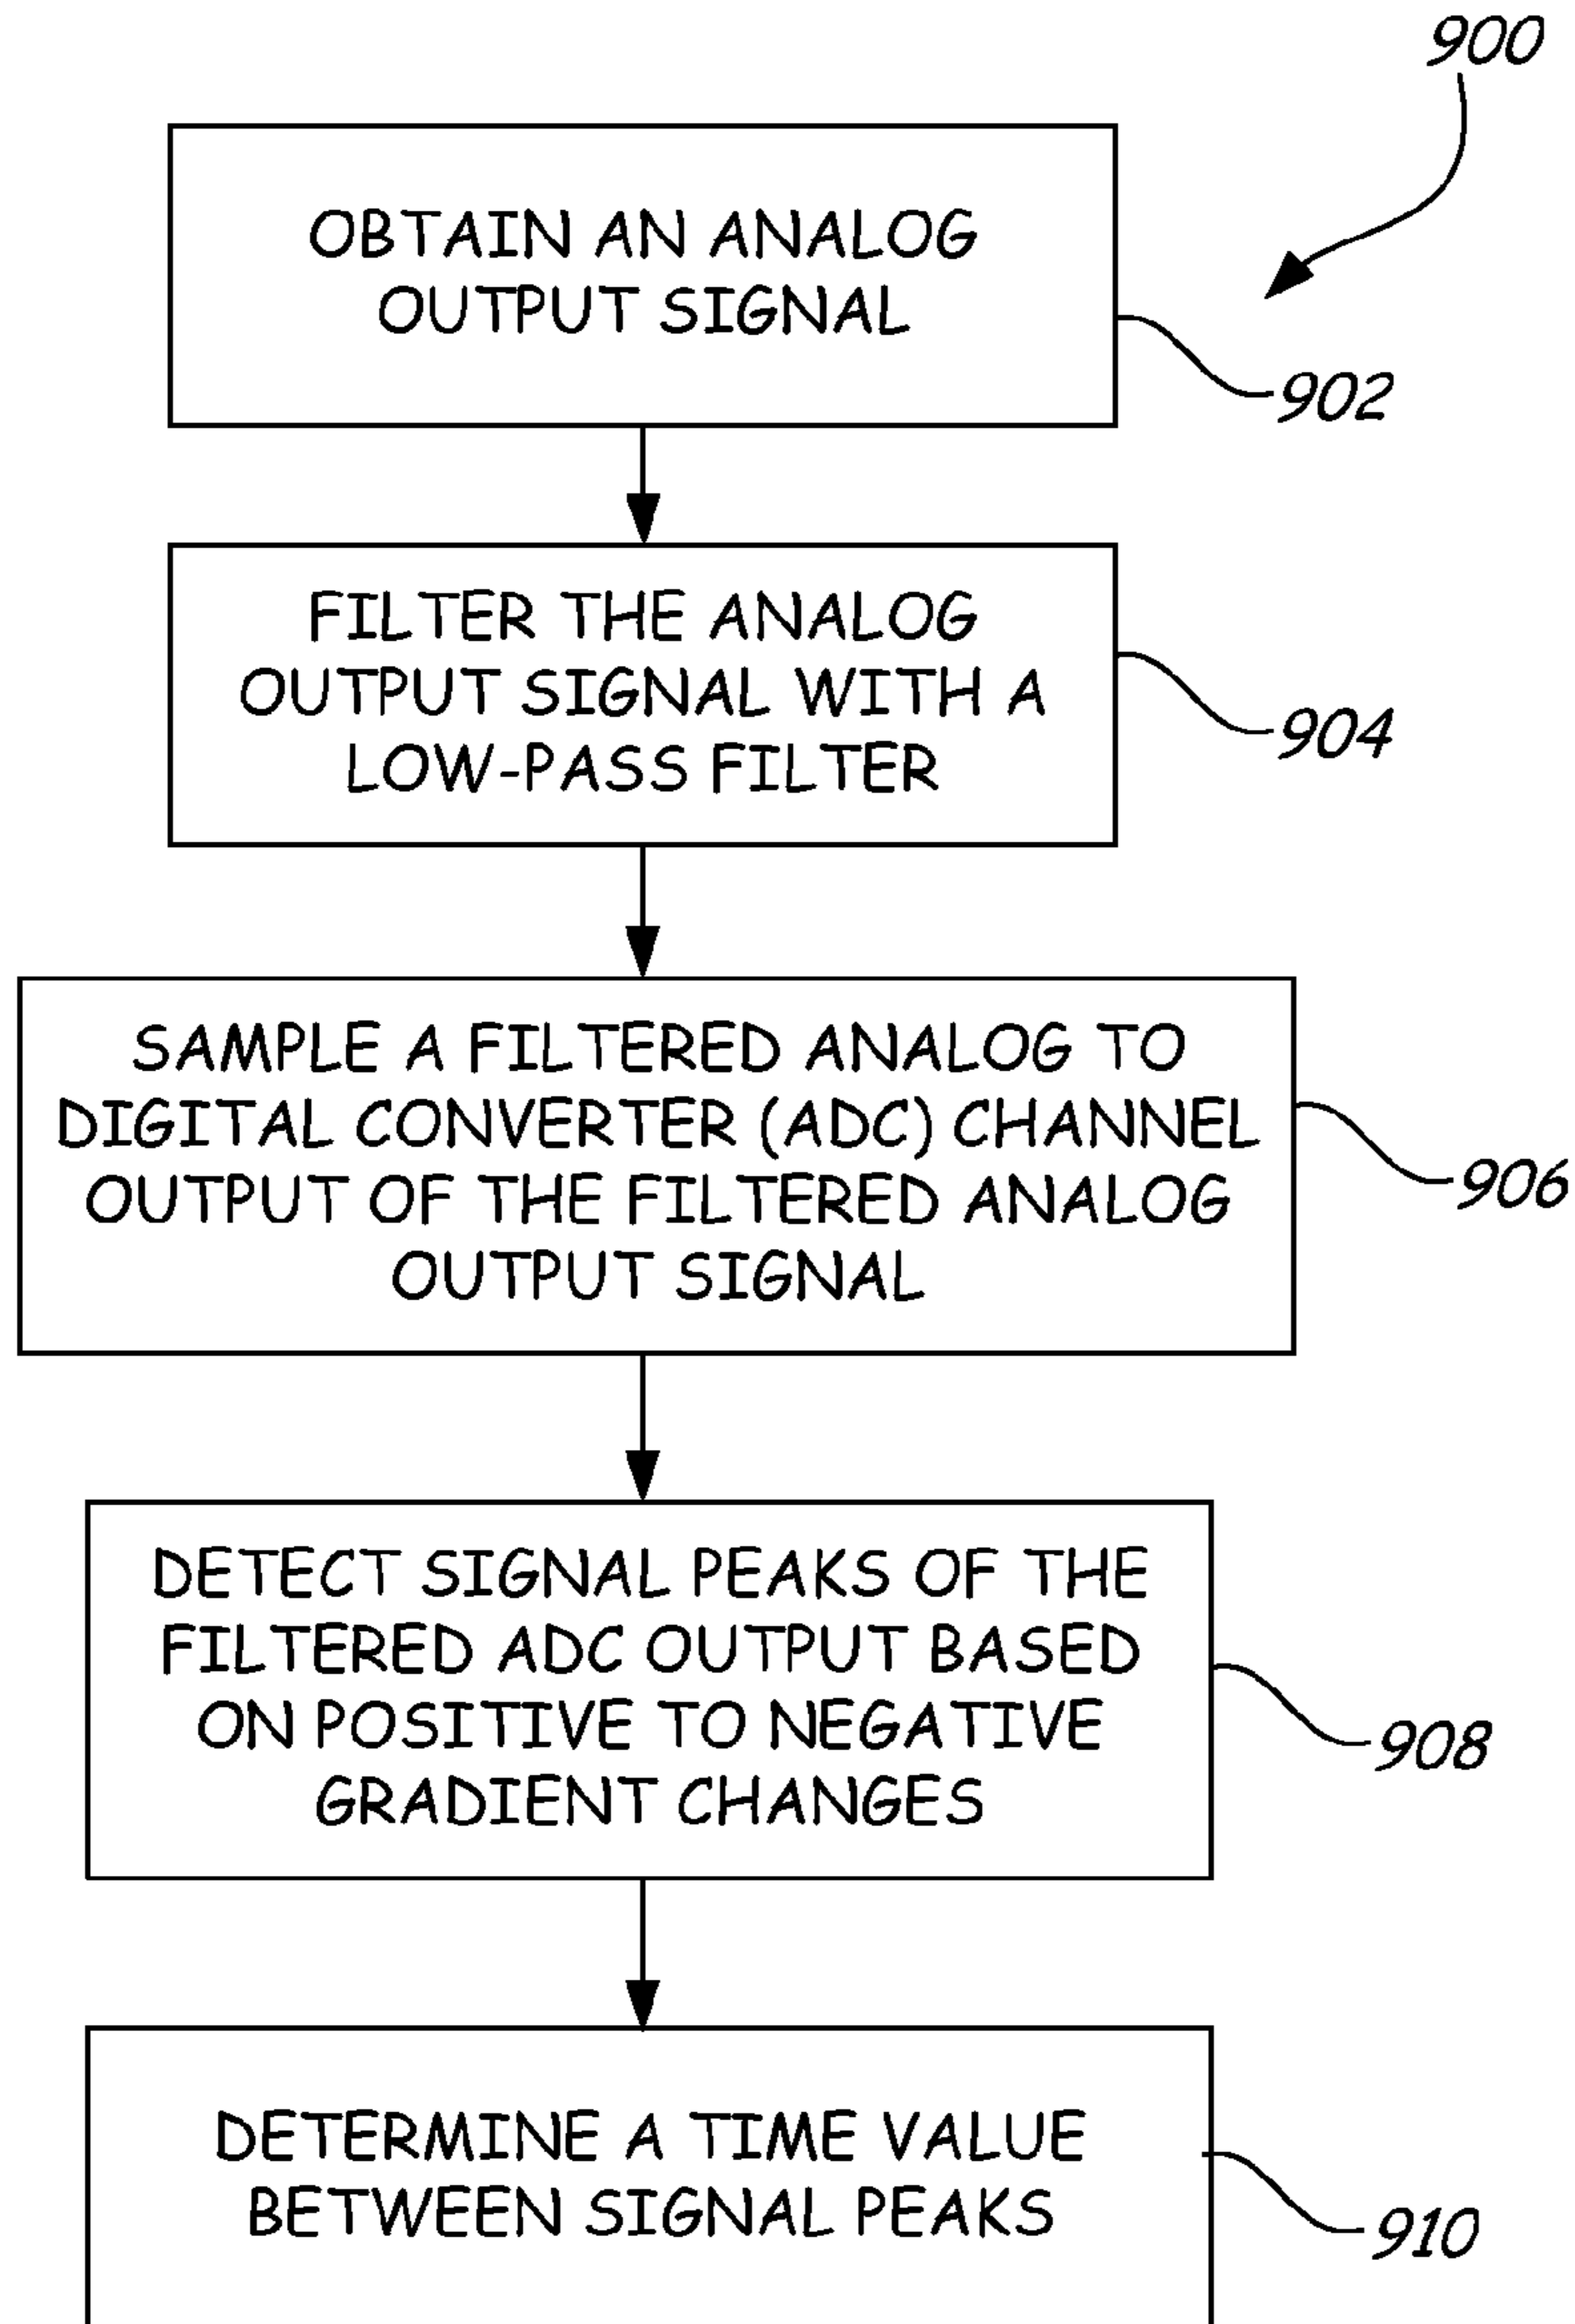 900
OBTAIN AN ANALOG
OUTPUT SIGNAL
902
FILTER THE ANALOG
OUTPUT SIGNAL WITH A
LOW-PASS FILTER
904
SAMPLE A FILTERED ANALOG TO
DIGITAL CONVERTER (ADC) CHANNEL
OUTPUT OF THE FILTERED ANALOG
OUTPUT SIGNAL
906
DETECT SIGNAL PEAKS OF THE
FILTERED ADC OUTPUT BASED
ON POSITIVE TO NEGATIVE
GRADIENT CHANGES
908
DETERMINE A TIME VALUE
BETWEEN SIGNAL PEAKS
910